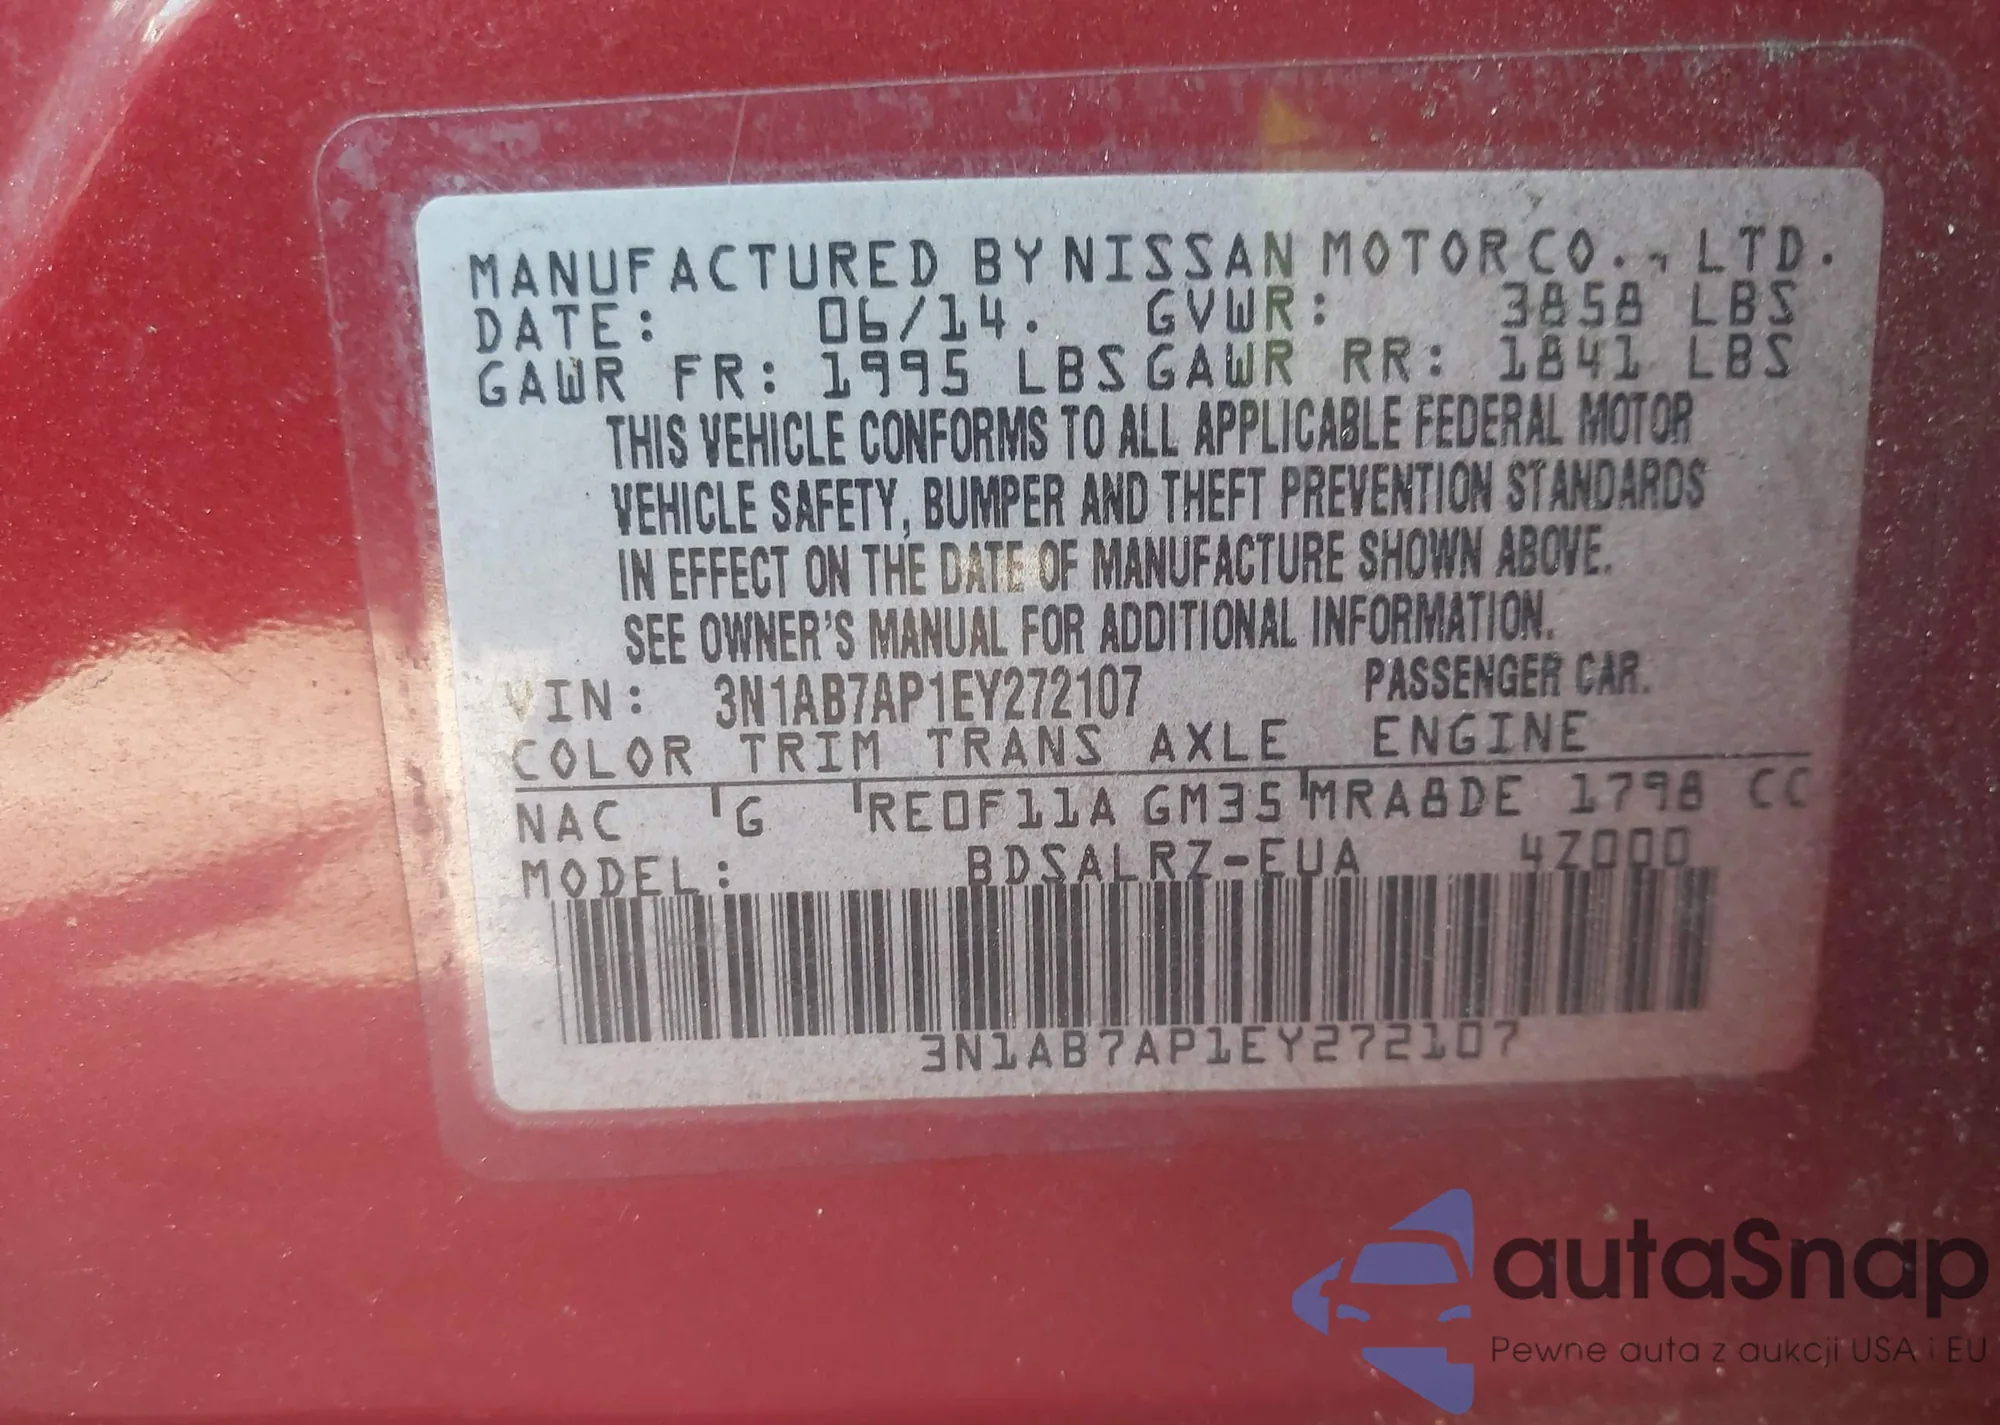 MANUFACTURED BY NISSAN MOTOR CO., LTD.
DATE: 06/14. GVWR: 3858 LBS
GAWR FR: 1995 LBS GAWR RR: 1841 LBS
THIS VEHICLE CONFORMS TO ALL APPLICABLE FEDERAL MOTOR
VEHICLE SAFETY, BUMPER AND THEFT PREVENTION STANDARDS
IN EFFECT ON THE DATE OF MANUFACTURE SHOWN ABOVE.
SEE OWNER'S MANUAL FOR ADDITIONAL INFORMATION.
VIN: 3N1AB7AP1EY272107 PASSENGER CAR.
COLOR TRIM TRANS AXLE ENGINE
NAC G RE0F11A GM35 MRA8DE 1798 CC
MODEL: BDSALRZ-EUA 4Z000
3N1AB7AP1EY272107
autaSnap
Pewne auta z aukcji USA i EU